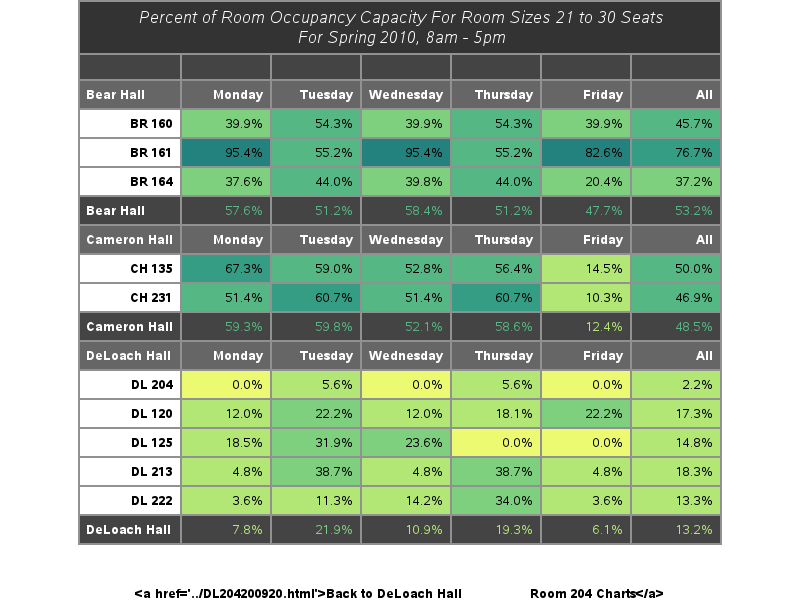 Percent of Room Occupancy Capacity For Room Sizes 21 to 30 Seats
For Spring 2010, 8am - 5pm
Bear Hall Monday Tuesday Wednesday Thursday Friday All
BR 160 39.9% 54.3% 39.9% 54.3% 39.9% 45.7%
BR 161 95.4% 55.2% 95.4% 55.2% 82.6% 76.7%
BR 164 37.6% 44.0% 39.8% 44.0% 20.4% 37.2%
Bear Hall 57.6% 51.2% 58.4% 51.2% 47.7% 53.2%
Cameron Hall Monday Tuesday Wednesday Thursday Friday All
CH 135 67.3% 59.0% 52.8% 56.4% 14.5% 50.0%
CH 231 51.4% 60.7% 51.4% 60.7% 10.3% 46.9%
Cameron Hall 59.3% 59.8% 52.1% 58.6% 12.4% 48.5%
DeLoach Hall Monday Tuesday Wednesday Thursday Friday All
DL 204 0.0% 5.6% 0.0% 5.6% 0.0% 2.2%
DL 120 12.0% 22.2% 12.0% 18.1% 22.2% 17.3%
DL 125 18.5% 31.9% 23.6% 0.0% 0.0% 14.8%
DL 213 4.8% 38.7% 4.8% 38.7% 4.8% 18.3%
DL 222 3.6% 11.3% 14.2% 34.0% 3.6% 13.3%
DeLoach Hall 7.8% 21.9% 10.9% 19.3% 6.1% 13.2%
<a href='../DL204200920.html'>Back to DeLoach Hall Room 204 Charts</a>